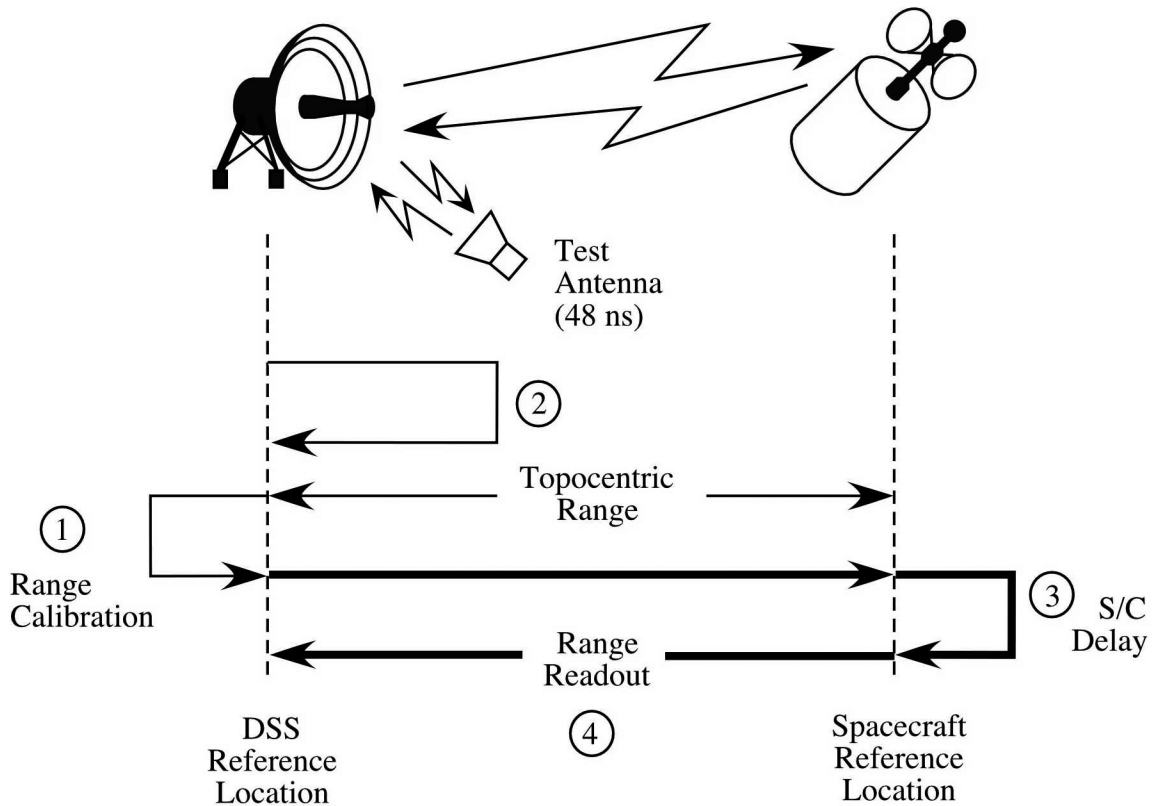 Test
Antenna
(48 ns)
2
Topocentric
Range
1
Range
Calibration
3
S/C
Delay
Range
Readout
4
DSS
Reference
Location
Spacecraft
Reference
Location